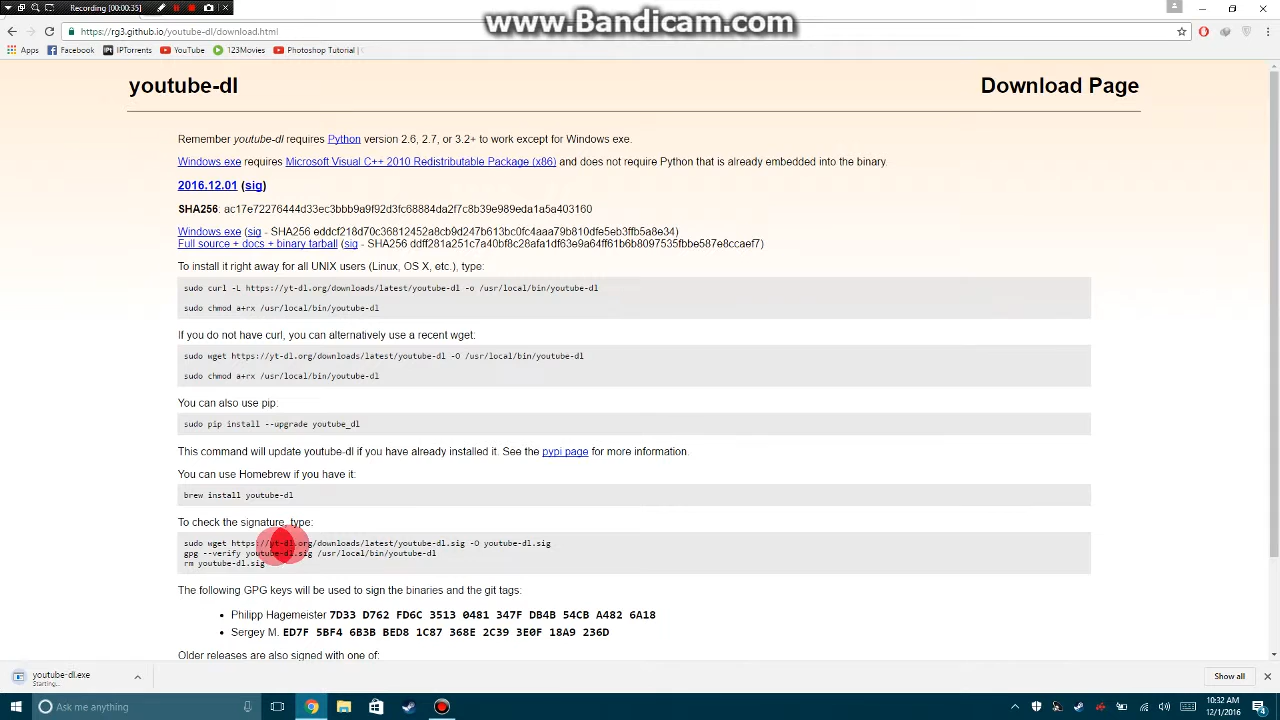 Recording [00:00:35]
www.Bandicam.com
https://rg3.github.io/youtube-dl/download.html
Apps Facebook IPTorrents YouTube 123Movies Photoshop Tutorial |
youtube-dl
Download Page
Remember youtube-dl requires Python version 2.6, 2.7, or 3.2+ to work except for Windows exe.
Windows exe requires Microsoft Visual C++ 2010 Redistributable Package (x86) and does not require Python that is already embedded into the binary.
2016.12.01 (sig)
SHA256: ac17e72276444d33ec3bbb9a9f92d3fc68884da2f7c8b39e989eda1a5a403160
Windows exe (sig - SHA256 eddcf218d70c36812452a8cb9d247b613bc0fc4aaa79b810dfe5eb3ffb5a8e34)
Full source + docs + binary tarball (sig - SHA256 ddff281a251c7a40bf8c28afa1df63e9a64ff61b6b8097535fbbe587e8ccaef7)
To install it right away for all UNIX users (Linux, OS X, etc.), type:
sudo curl -L https://yt-dl.org/downloads/latest/youtube-dl -o /usr/local/bin/youtube-dl
sudo chmod a+rx /usr/local/bin/youtube-dl
If you do not have curl, you can alternatively use a recent wget:
sudo wget https://yt-dl.org/downloads/latest/youtube-dl -O /usr/local/bin/youtube-dl
sudo chmod a+rx /usr/local/bin/youtube-dl
You can also use pip:
sudo pip install --upgrade youtube_dl
This command will update youtube-dl if you have already installed it. See the pypi page for more information.
You can use Homebrew if you have it:
brew install youtube-dl
To check the signature, type:
sudo wget https://yt-dl.org/downloads/latest/youtube-dl.sig -O youtube-dl.sig
gpg --verify youtube-dl.sig /usr/local/bin/youtube-dl
rm youtube-dl.sig
The following GPG keys will be used to sign the binaries and the git tags:
Philipp Hagemeister 7D33 D762 FD6C 3513 0481 347F DB4B 54CB A482 6A18
Sergey M. ED7F 5BF4 6B3B BED8 1C87 368E 2C39 3E0F 18A9 236D
Older releases are also signed with one of:
youtube-dl.exe
Starting...
Show all
Ask me anything
10:32 AM
12/1/2016